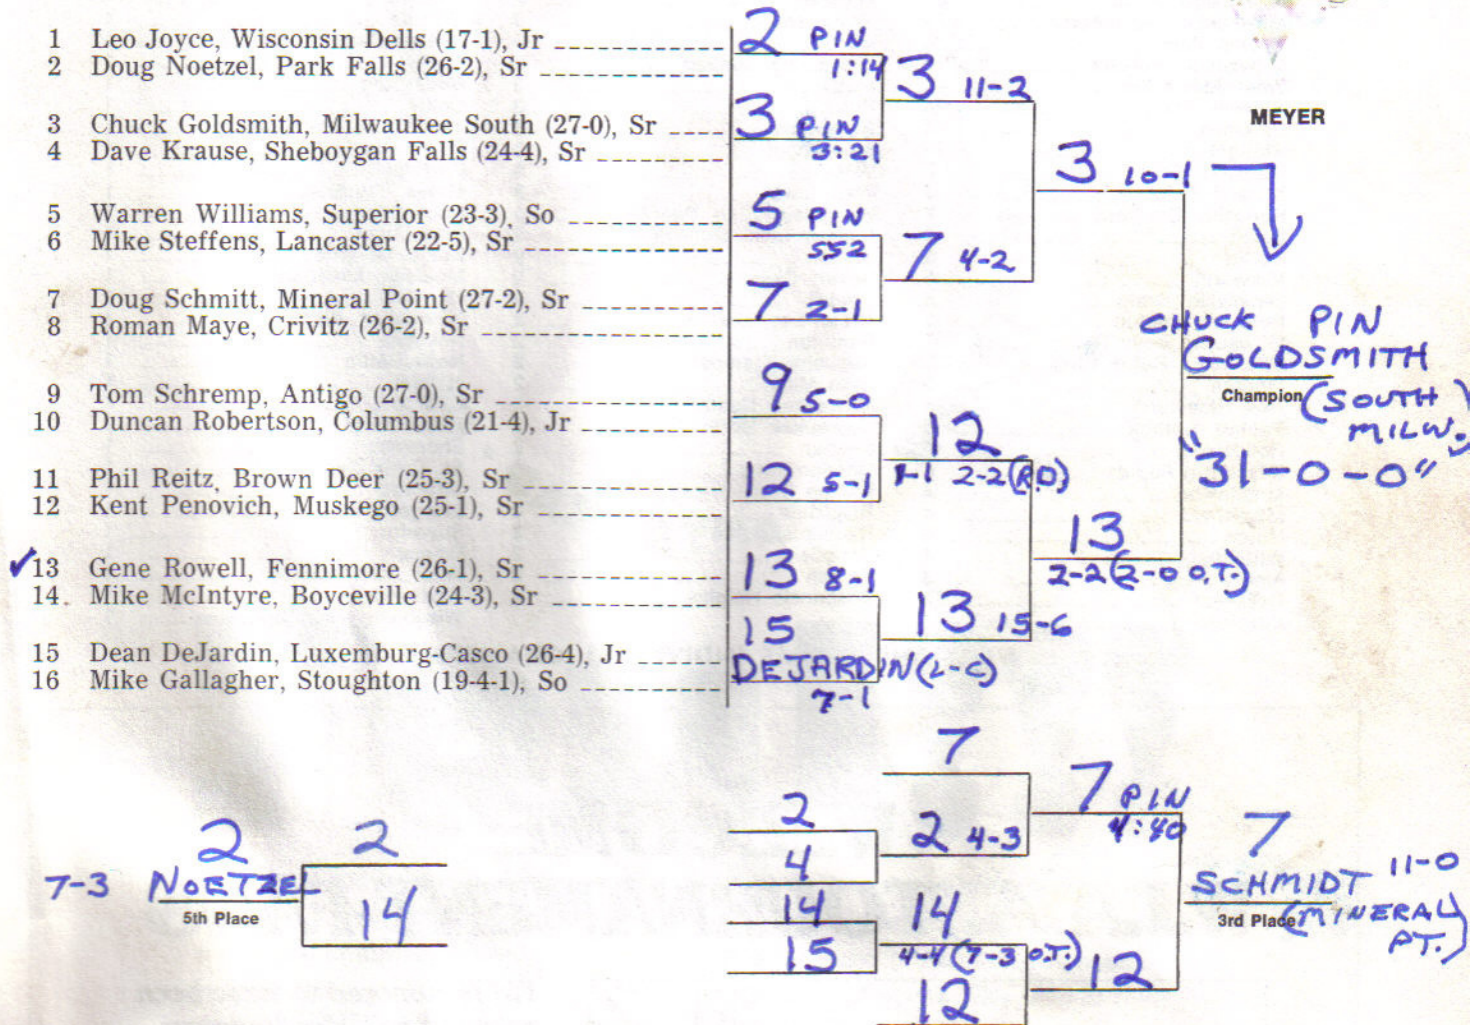 1 Leo Joyce, Wisconsin Dells (17-1), Jr
2 Doug Noetzel, Park Falls (26-2), Sr
3 Chuck Goldsmith, Milwaukee South (27-0), Sr
4 Dave Krause, Sheboygan Falls (24-4), Sr
5 Warren Williams, Superior (23-3), So
6 Mike Steffens, Lancaster (22-5), Sr
7 Doug Schmitt, Mineral Point (27-2), Sr
8 Roman Maye, Crivitz (26-2), Sr
9 Tom Schremp, Antigo (27-0), Sr
10 Duncan Robertson, Columbus (21-4), Jr
11 Phil Reitz, Brown Deer (25-3), Sr
12 Kent Penovich, Muskego (25-1), Sr
✓13 Gene Rowell, Fennimore (26-1), Sr
14. Mike McIntyre, Boyceville (24-3), Sr
15 Dean DeJardin, Luxemburg-Casco (26-4), Jr
16 Mike Gallagher, Stoughton (19-4-1), So
2 PIN
1:14
3 PIN
3:21
5 PIN
552
7 2-1
9 5-0
12 5-1
13 8-1
15
DEJARDIN (L-C)
7-1
3 11-2
7 4-2
12
1-1 2-2 (R.D.)
13 15-6
3 10-1
13
2-2 (2-0 O.T.)
MEYER
CHUCK PIN
GOLDSMITH
Champion (SOUTH
MILW.)
"31-0-0"
7
2
4
2 4-3
14
15
14
4-4 (7-3 O.T.)
12
7 PIN
4:40
12
7
SCHMIDT 11-0
3rd Place (MINERAL
PT.)
2
7-3 NOETZEL
5th Place
2
14